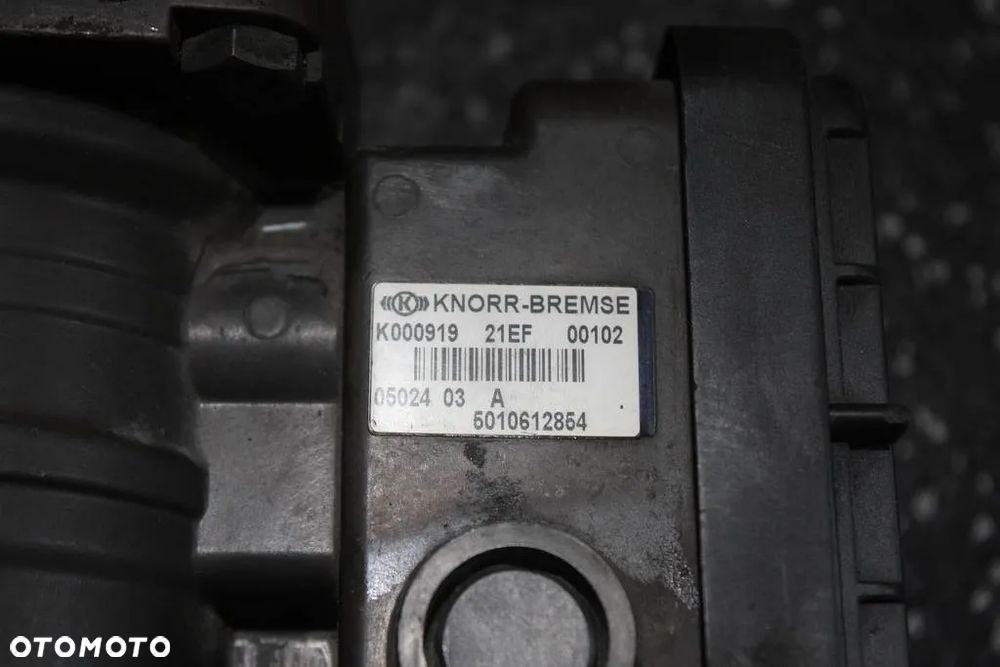 KNORR-BREMSE
K000919 21EF 00102
05024 03 A
5010612854
OTOMOTO